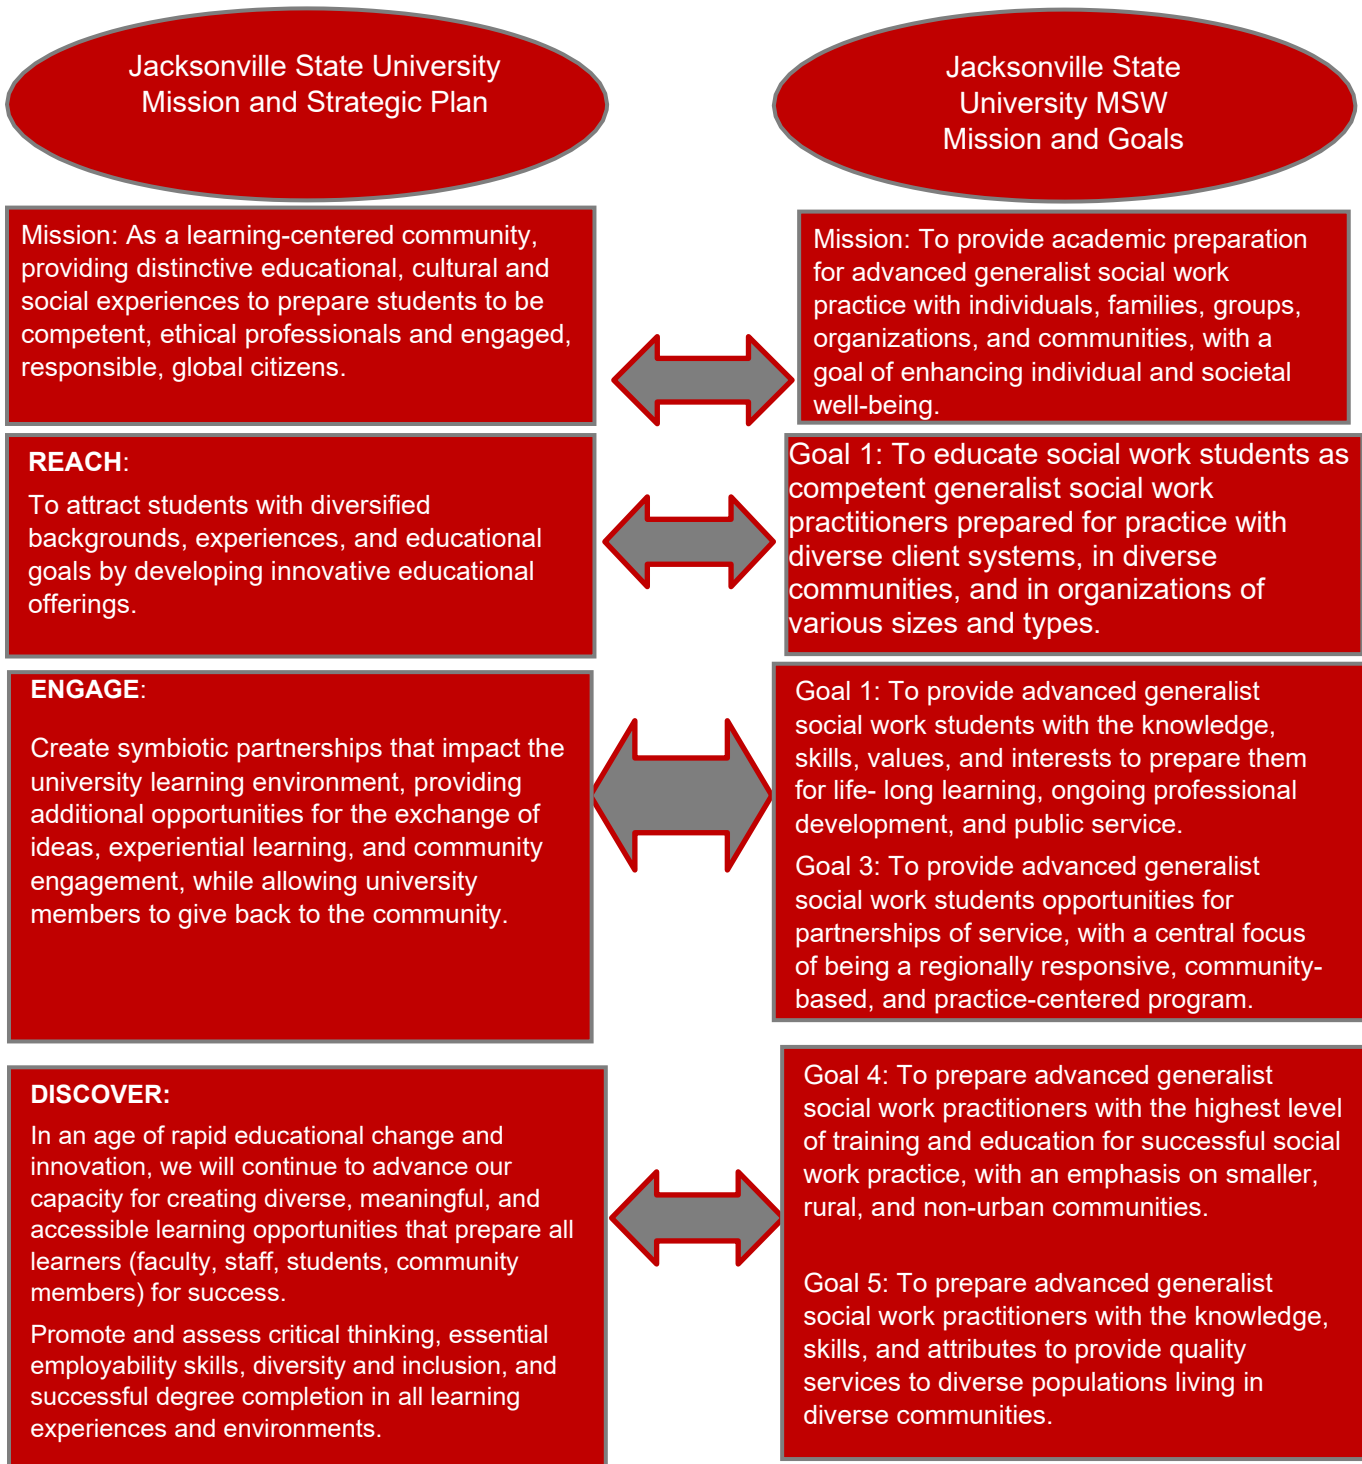 Jacksonville State University
Mission and Strategic Plan
Jacksonville State
University MSW
Mission and Goals
Mission: As a learning-centered community,
providing distinctive educational, cultural and
social experiences to prepare students to be
competent, ethical professionals and engaged,
responsible, global citizens.
Mission: To provide academic preparation
for advanced generalist social work
practice with individuals, families, groups,
organizations, and communities, with a
goal of enhancing individual and societal
well-being.
REACH:
To attract students with diversified
backgrounds, experiences, and educational
goals by developing innovative educational
offerings.
Goal 1: To educate social work students as
competent generalist social work
practitioners prepared for practice with
diverse client systems, in diverse
communities, and in organizations of
various sizes and types.
ENGAGE:
Create symbiotic partnerships that impact the
university learning environment, providing
additional opportunities for the exchange of
ideas, experiential learning, and community
engagement, while allowing university
members to give back to the community.
Goal 1: To provide advanced generalist
social work students with the knowledge,
skills, values, and interests to prepare them
for life- long learning, ongoing professional
development, and public service.
Goal 3: To provide advanced generalist
social work students opportunities for
partnerships of service, with a central focus
of being a regionally responsive, community-
based, and practice-centered program.
DISCOVER:
In an age of rapid educational change and
innovation, we will continue to advance our
capacity for creating diverse, meaningful, and
accessible learning opportunities that prepare all
learners (faculty, staff, students, community
members) for success.
Promote and assess critical thinking, essential
employability skills, diversity and inclusion, and
successful degree completion in all learning
experiences and environments.
Goal 4: To prepare advanced generalist
social work practitioners with the highest level
of training and education for successful social
work practice, with an emphasis on smaller,
rural, and non-urban communities.
Goal 5: To prepare advanced generalist
social work practitioners with the knowledge,
skills, and attributes to provide quality
services to diverse populations living in
diverse communities.